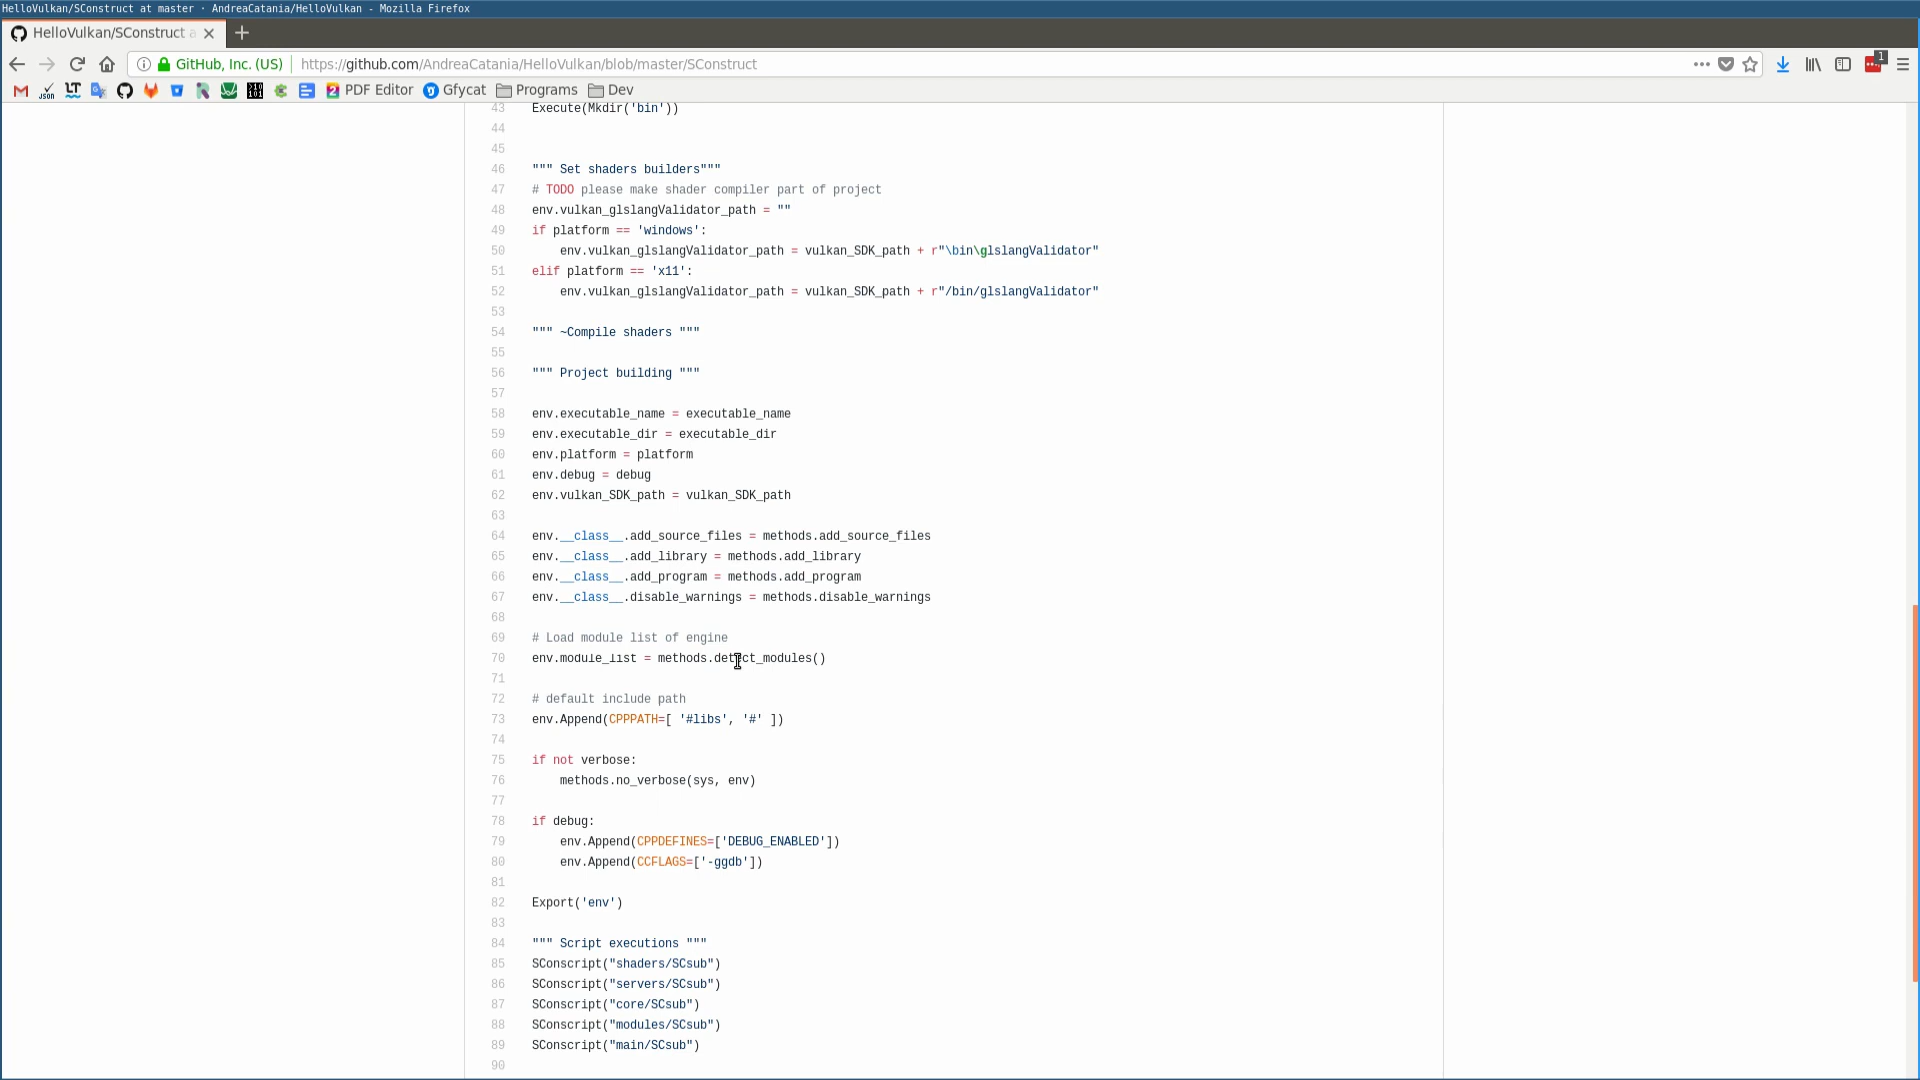 HelloVulkan/SConstruct at master · AndreaCatania/HelloVulkan - Mozilla Firefox
HelloVulkan/SConstruct a
GitHub, Inc. (US) https://github.com/AndreaCatania/HelloVulkan/blob/master/SConstruct 1
PDF Editor Gfycat Programs Dev
43 Execute(Mkdir('bin'))
44
45
46 """ Set shaders builders"""
47 # TODO please make shader compiler part of project
48 env.vulkan_glslangValidator_path = ""
49 if platform == 'windows':
50     env.vulkan_glslangValidator_path = vulkan_SDK_path + r"\bin\glslangValidator"
51 elif platform == 'x11':
52     env.vulkan_glslangValidator_path = vulkan_SDK_path + r"/bin/glslangValidator"
53
54 """ ~Compile shaders """
55
56 """ Project building """
57
58 env.executable_name = executable_name
59 env.executable_dir = executable_dir
60 env.platform = platform
61 env.debug = debug
62 env.vulkan_SDK_path = vulkan_SDK_path
63
64 env.__class__.add_source_files = methods.add_source_files
65 env.__class__.add_library = methods.add_library
66 env.__class__.add_program = methods.add_program
67 env.__class__.disable_warnings = methods.disable_warnings
68
69 # Load module list of engine
70 env.module_list = methods.detect_modules()
71
72 # default include path
73 env.Append(CPPPATH=[ '#libs', '#' ])
74
75 if not verbose:
76     methods.no_verbose(sys, env)
77
78 if debug:
79     env.Append(CPPDEFINES=['DEBUG_ENABLED'])
80     env.Append(CCFLAGS=['-ggdb'])
81
82 Export('env')
83
84 """ Script executions """
85 SConscript("shaders/SCsub")
86 SConscript("servers/SCsub")
87 SConscript("core/SCsub")
88 SConscript("modules/SCsub")
89 SConscript("main/SCsub")
90